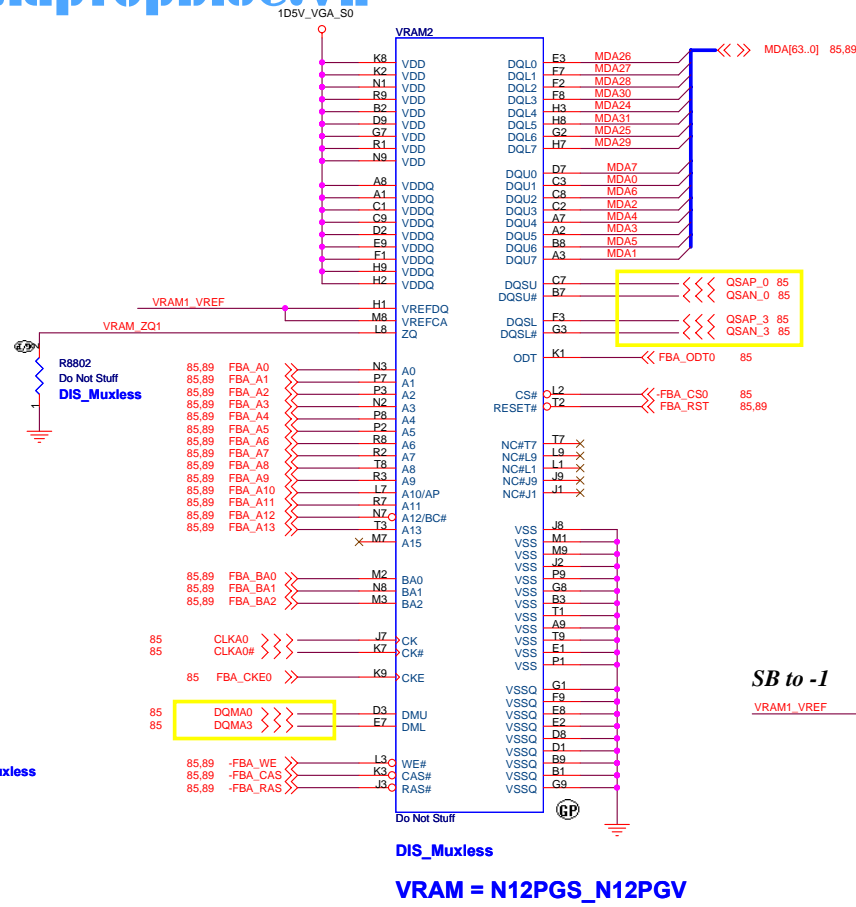 1D5V_VGA_S0
VRAM2
K8 VDD DQL0 E3 MDA26 MDA[63..0] 85,89
K2 VDD DQL1 F7 MDA27
N1 VDD DQL2 F2 MDA28
R9 VDD DQL3 F8 MDA30
B2 VDD DQL4 H3 MDA24
D9 VDD DQL5 H8 MDA31
G7 VDD DQL6 G2 MDA25
R1 VDD DQL7 H7 MDA29
N9 VDD
DQU0 D7 MDA7
A8 VDDQ DQU1 C3 MDA0
A1 VDDQ DQU2 C8 MDA6
C1 VDDQ DQU3 C2 MDA2
C9 VDDQ DQU4 A7 MDA4
D2 VDDQ DQU5 A2 MDA3
E9 VDDQ DQU6 B8 MDA5
F1 VDDQ DQU7 A3 MDA1
H9 VDDQ
H2 VDDQ DQSU C7 QSAP_0 85
DQSU# B7 QSAN_0 85
VRAM1_VREF H1 VREFDQ
M8 VREFCA DQSL F3 QSAP_3 85
VRAM_ZQ1 L8 ZQ DQSL# G3 QSAN_3 85
ODT K1 FBA_ODT0 85
R8802
Do Not Stuff
DIS_Muxless
1
85,89 FBA_A0 N3 A0
85,89 FBA_A1 P7 A1
85,89 FBA_A2 P3 A2 CS# L2 -FBA_CS0 85
85,89 FBA_A3 N2 A3 RESET# T2 FBA_RST 85,89
85,89 FBA_A4 P8 A4
85,89 FBA_A5 P2 A5
85,89 FBA_A6 R8 A6 NC#T7 T7
85,89 FBA_A7 R2 A7 NC#L9 L9
85,89 FBA_A8 T8 A8 NC#L1 L1
85,89 FBA_A9 R3 A9 NC#J9 J9
85,89 FBA_A10 L7 A10/AP NC#J1 J1
85,89 FBA_A11 R7 A11
85,89 FBA_A12 N7 A12/BC#
85,89 FBA_A13 T3 A13 VSS J8
M7 A15 VSS M1
VSS M9
VSS J2
85,89 FBA_BA0 M2 BA0 VSS P9
85,89 FBA_BA1 N8 BA1 VSS G8
85,89 FBA_BA2 M3 BA2 VSS B3
VSS T1
VSS A9
85 CLKA0 J7 CK VSS T9
85 CLKA0# K7 CK# VSS E1
VSS P1
85 FBA_CKE0 K9 CKE
VSSQ G1
VSSQ F9
85 DQMA0 D3 DMU VSSQ E8
85 DQMA3 E7 DML VSSQ E2
VSSQ D8
VSSQ D1
85,89 -FBA_WE L3 WE# VSSQ B9
85,89 -FBA_CAS K3 CAS# VSSQ B1
85,89 -FBA_RAS J3 RAS# VSSQ G9
SB to -1
VRAM1_VREF
uxless
Do Not Stuff
GP
DIS_Muxless
VRAM = N12PGS_N12PGV